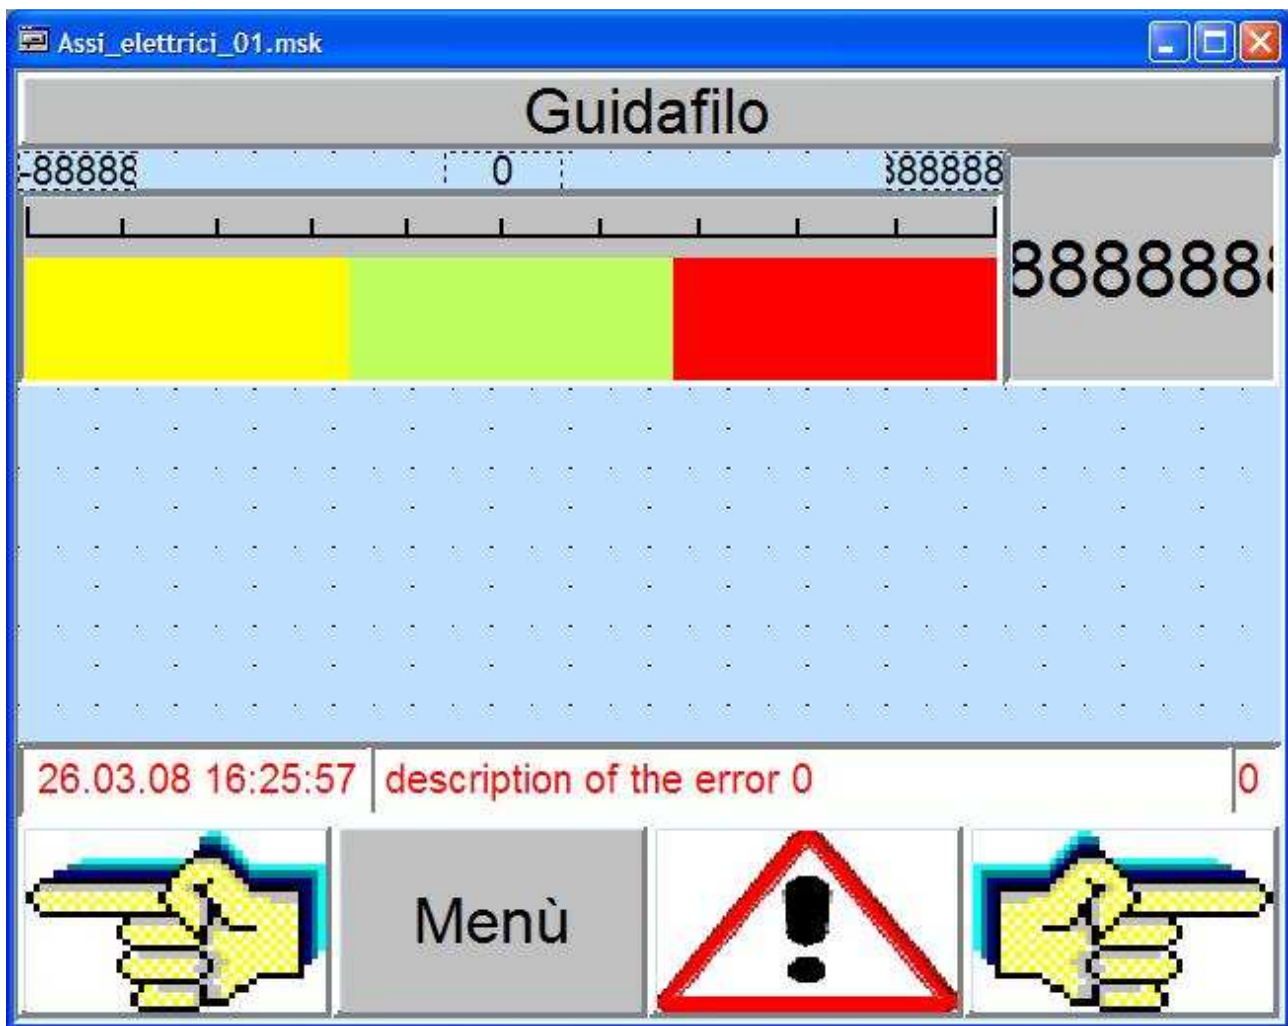 Assi_elettrici_01.msk
Guidafilo
-88888 0 888888
8888888
26.03.08 16:25:57 description of the error 0 0
Menù